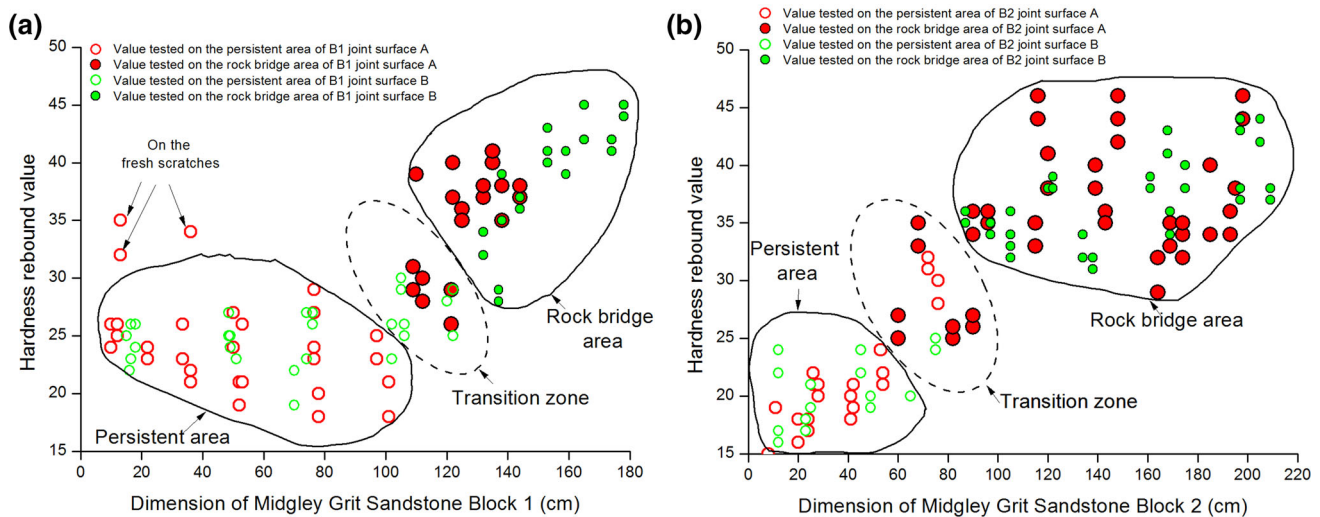 (a)
Value tested on the persistent area of B1 joint surface A
Value tested on the rock bridge area of B1 joint surface A
Value tested on the persistent area of B1 joint surface B
Value tested on the rock bridge area of B1 joint surface B
On the
fresh scratches
Rock bridge
area
Transition zone
Persistent area
Hardness rebound value
50
45
40
35
30
25
20
15
0 20 40 60 80 100 120 140 160 180
Dimension of Midgley Grit Sandstone Block 1 (cm)
(b)
Value tested on the persistent area of B2 joint surface A
Value tested on the rock bridge area of B2 joint surface A
Value tested on the persistent area of B2 joint surface B
Value tested on the rock bridge area of B2 joint surface B
Persistent
area
Rock bridge area
Transition zone
Hardness rebound value
50
45
40
35
30
25
20
15
0 20 40 60 80 100 120 140 160 180 200 220
Dimension of Midgley Grit Sandstone Block 2 (cm)